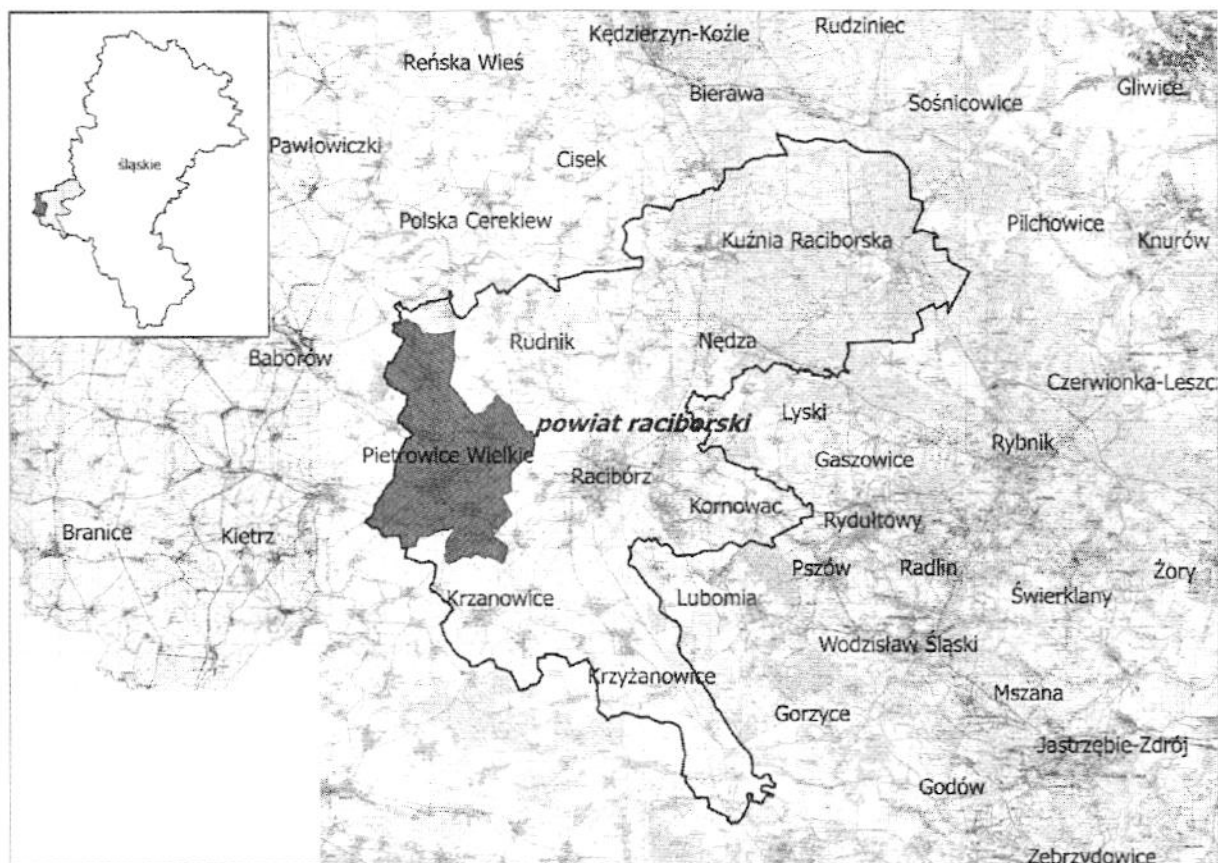 Kędzierzyn-Koźle
Rudziniec
Reńska Wieś
Gliwice
Bierawa
Sośnicowice
Pawłowiczki
śląskie
Cisek
Polska Cerekiew
Pilchowice
Kuźnia Raciborska
Knurów
Rudnik
Nędza
Baborów
Czerwionka-Leszcz
Lyski
powiat raciborski
Rybnik
Pietrowice Wielkie
Gaszowice
Racibórz
Kornowac
Rydułtowy
Branice
Kietrz
Pszów
Radlin
Żory
Krzanowice
Lubomia
Świerklany
Wodzisław Śląski
Krzyżanowice
Mszana
Gorzyce
Jastrzębie-Zdrój
Godów
Zebrzydowice